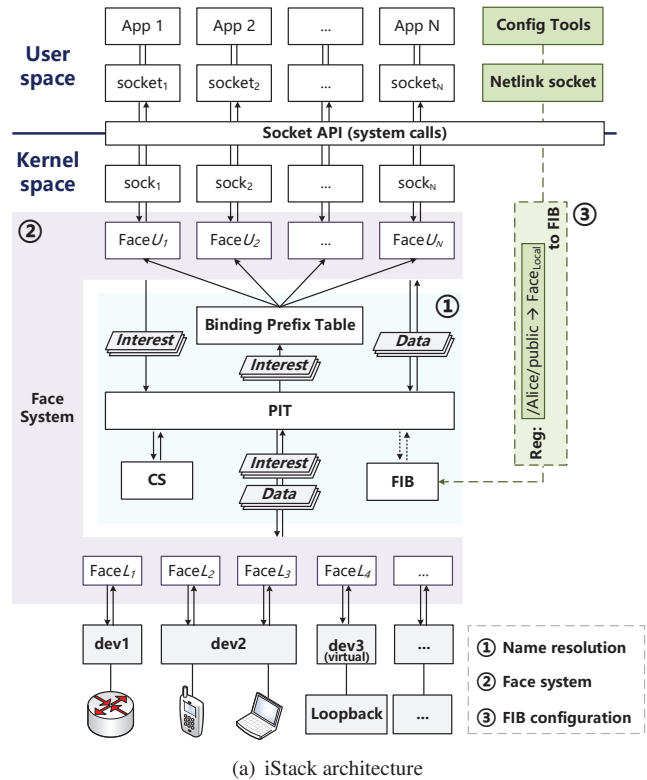 App 1
App 2
...
App N
Config Tools
User
space
socket1
socket2
...
socketN
Netlink socket
Socket API (system calls)
Kernel
space
sock1
sock2
...
sockN
②
③
FaceU1
FaceU2
...
FaceUN
Reg: /Alice/public → FaceLocal to FIB
①
Binding Prefix Table
Interest
Data
Interest
Face
System
PIT
CS
Interest
Data
FIB
FaceL1
FaceL2
FaceL3
FaceL4
...
dev1
dev2
dev3
(virtual)
...
Loopback
...
① Name resolution
② Face system
③ FIB configuration
(a) iStack architecture